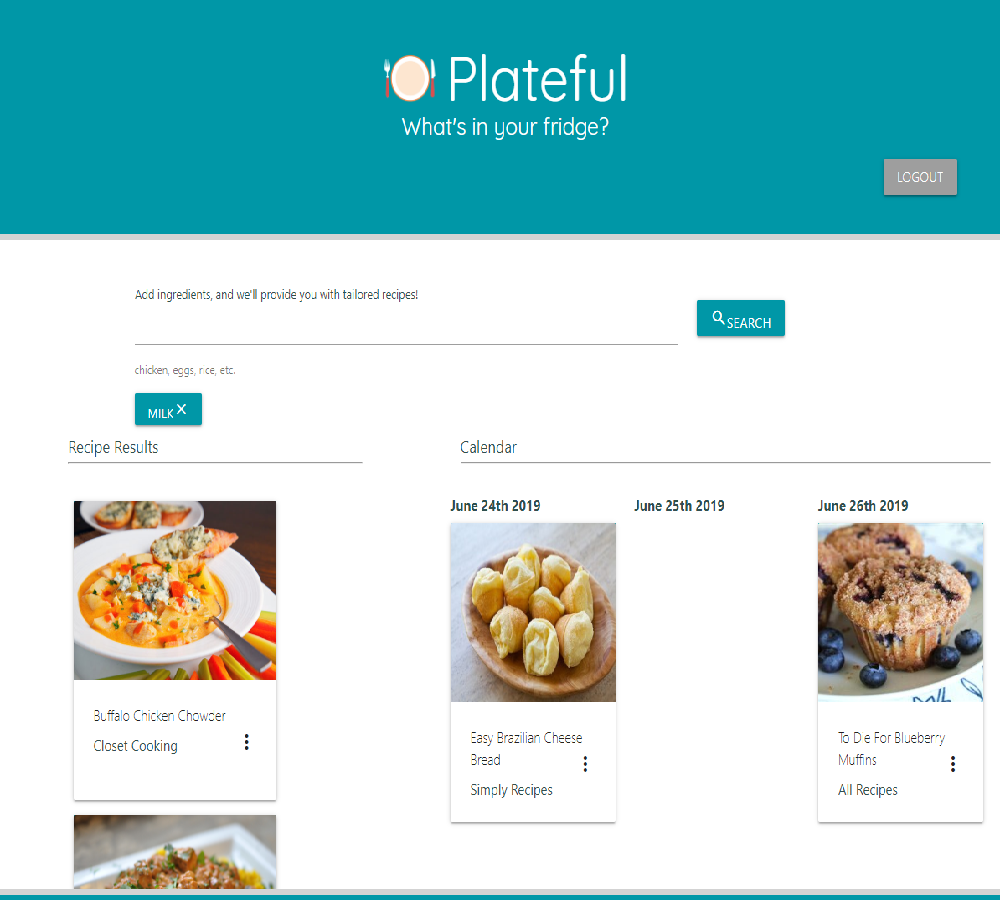 Plateful
What's in your fridge?
LOGOUT
Add ingredients, and we'll provide you with tailored recipes!
SEARCH
chicken, eggs, rice, etc.
MILK X
Recipe Results
Calendar
June 24th 2019
June 25th 2019
June 26th 2019
Buffalo Chicken Chowder
Closet Cooking
Easy Brazilian Cheese
Bread
Simply Recipes
To Die For Blueberry
Muffins
All Recipes